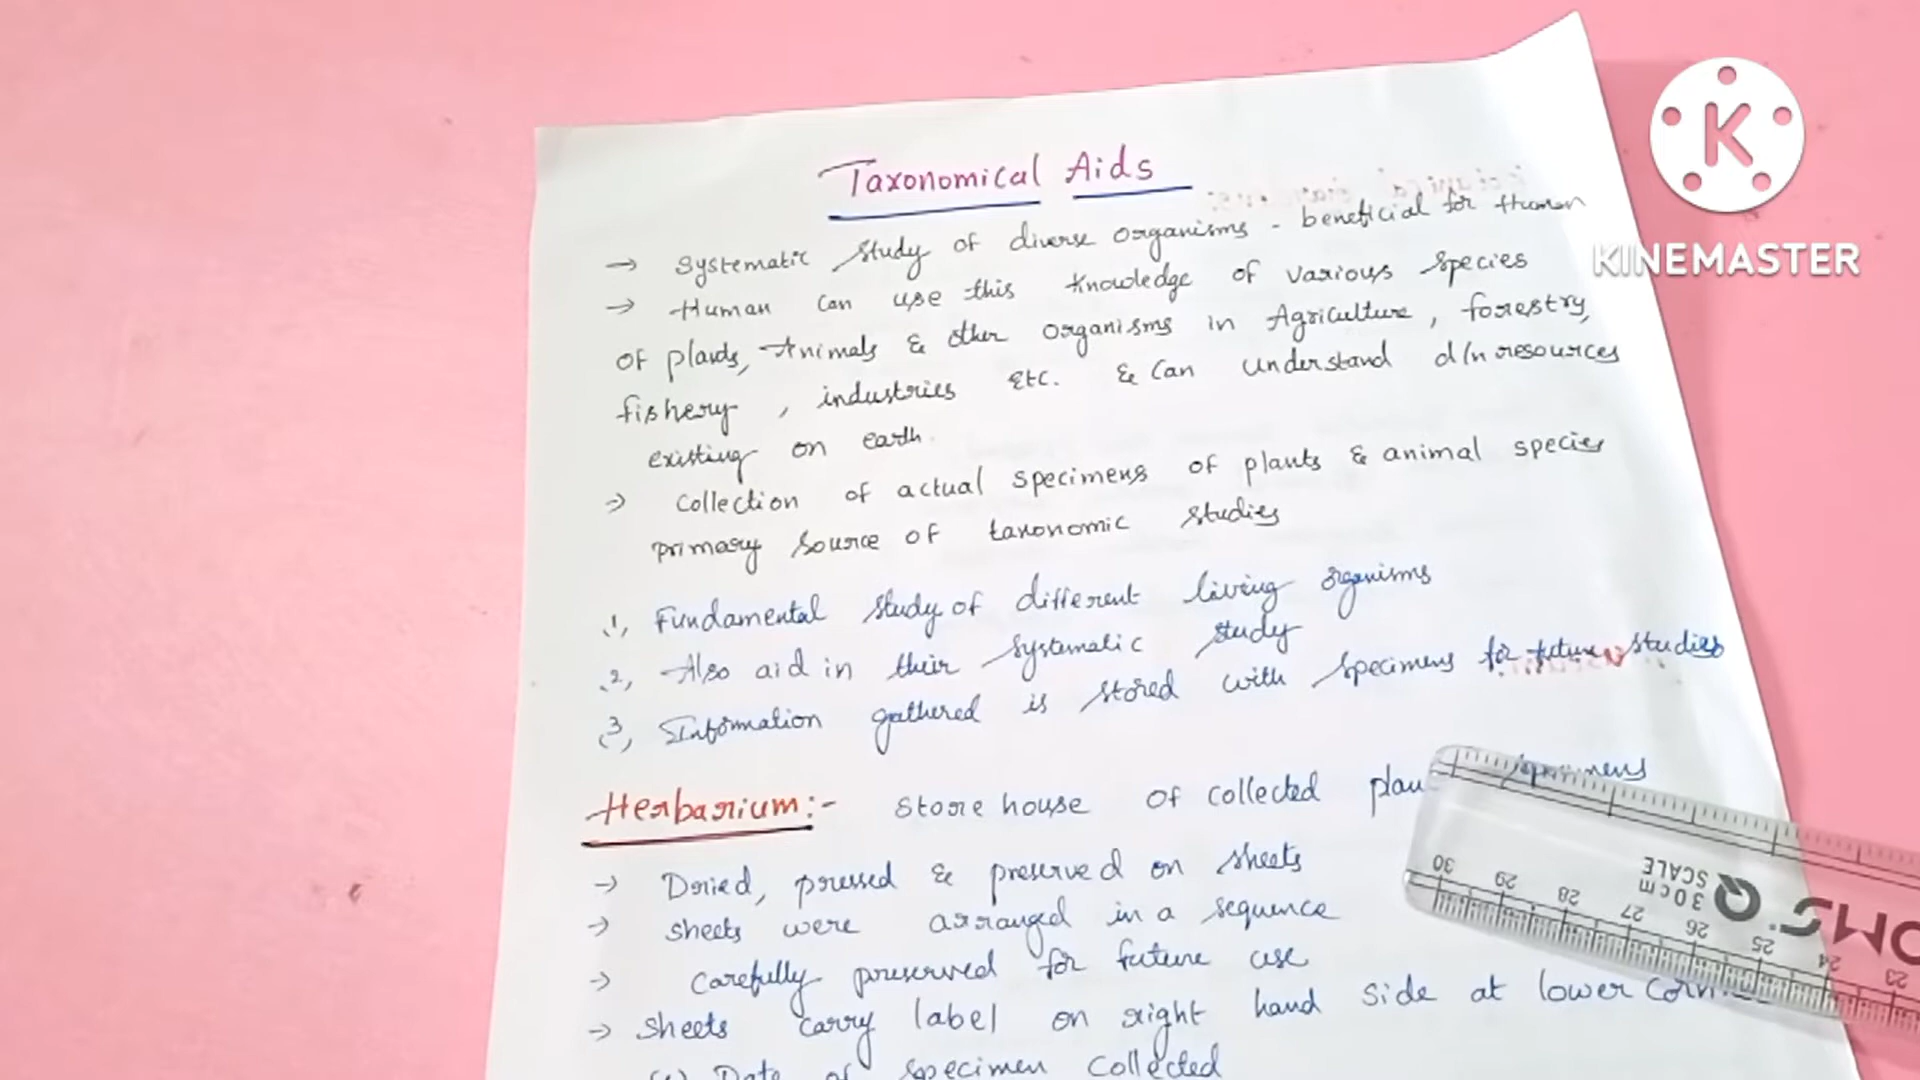 Taxonomical Aids
→ Systematic study of diverse organisms - beneficial for Human
→ Human can use this knowledge of various species
of plants, Animals & other organisms in Agriculture, forestry,
fishery, industries Etc. & can understand d/n resources
existing on earth.
→ Collection of actual specimens of plants & animal species
primary source of taxonomic studies
1, Fundamental study of different living organisms
2, Also aid in their systematic study
3, Information gathered is stored with specimens for future studies
Herbarium:- Store house of collected specimens
→ Dried, pressed & preserved on sheets
→ sheets were arranged in a sequence
→ carefully preserved for future use
→ sheets carry label on right hand side at lower
Date of specimen collected
K
KINEMASTER
30cm
SCALE
OMS
30 29 28 27 26 25 24 23